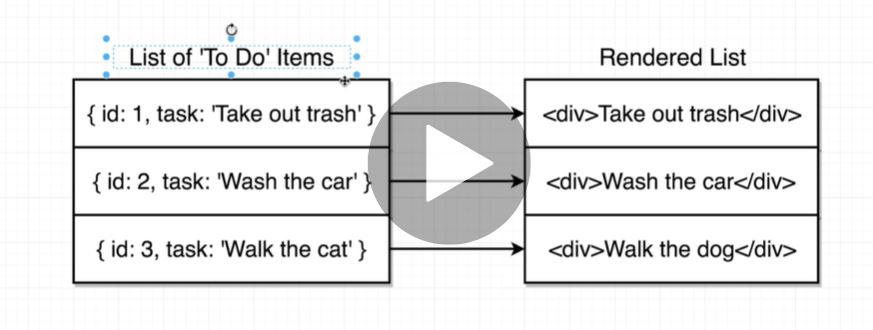 List of 'To Do' Items
Rendered List
{ id: 1, task: 'Take out trash' }
<div>Take out trash</div>
{ id: 2, task: 'Wash the car' }
<div>Wash the car</div>
{ id: 3, task: 'Walk the cat' }
<div>Walk the dog</div>